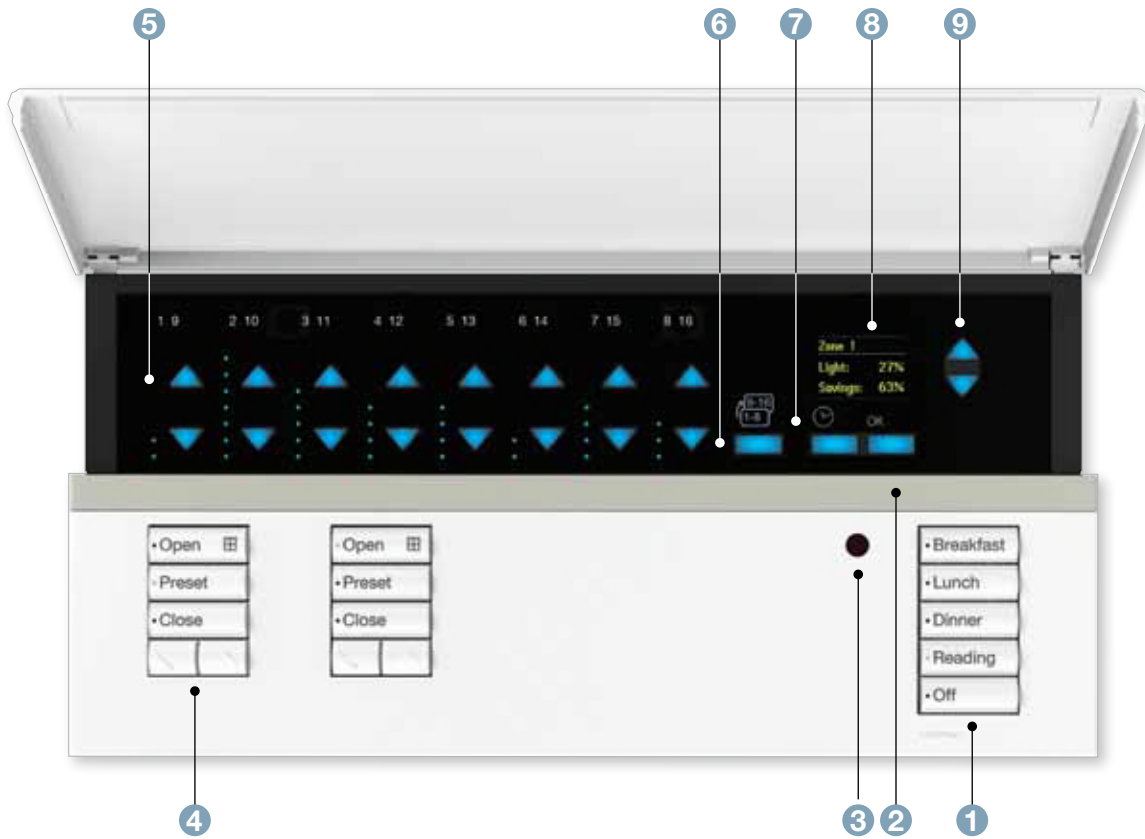 5 6 7 8 9
1 9 2 10 3 11 4 12 5 13 6 14 7 15 8 16
Zone 1
Light: 27%
Savings: 63%
9-16
1-8
OK
Open Open
Preset Preset
Close Close
Breakfast
Lunch
Dinner
Reading
Off
4 3 2 1